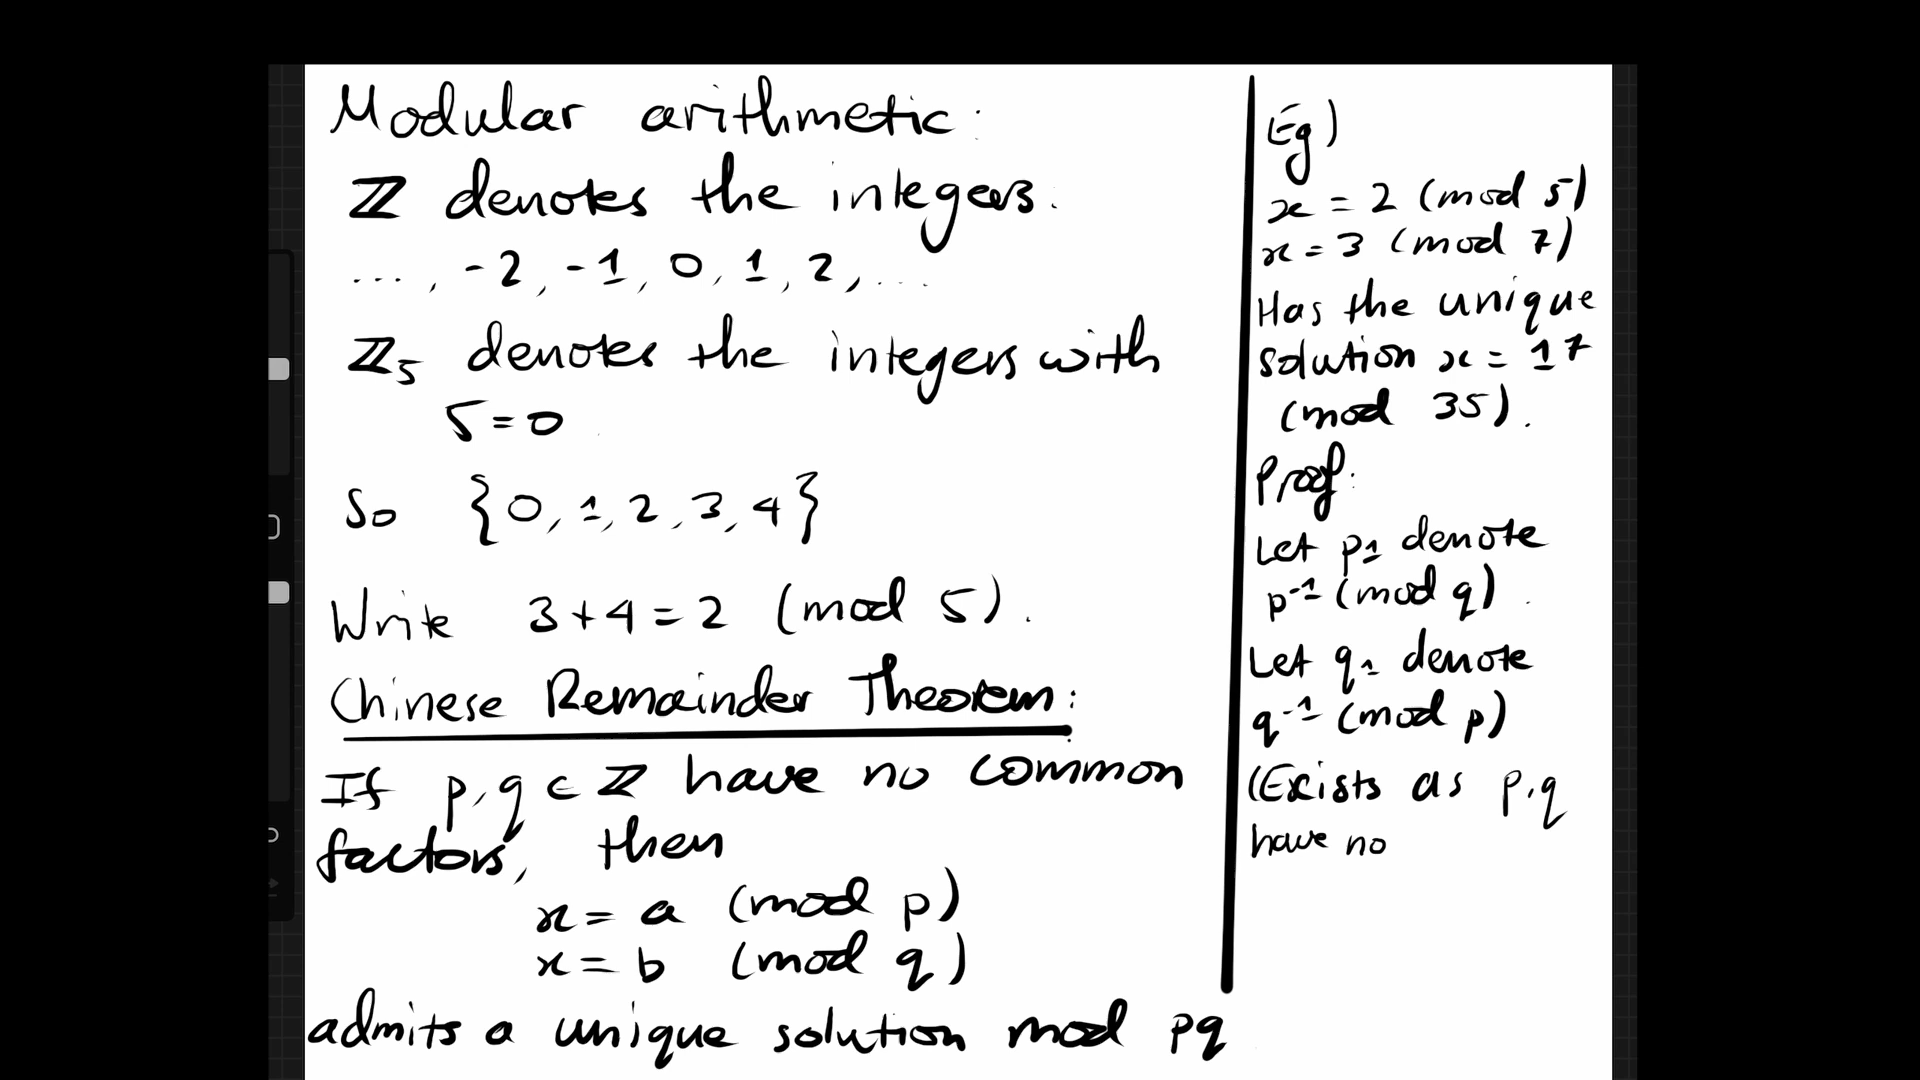 Modular arithmetic:
ℤ denotes the integers.
..., -2, -1, 0, 1, 2, ...
ℤ₅ denotes the integers with
5=0
So {0, 1, 2, 3, 4}
Write 3+4=2 (mod 5).
Chinese Remainder Theorem:
If p,q ∈ ℤ have no common
factors, then
x = a (mod p)
x = b (mod q)
admits a unique solution mod pq
Eg)
x = 2 (mod 5)
x = 3 (mod 7)
Has the unique
solution x = 17
(mod 35).
Proof:
Let p₁ denote
p⁻¹ (mod q).
Let q₁ denote
q⁻¹ (mod p)
(Exists as p,q
have no